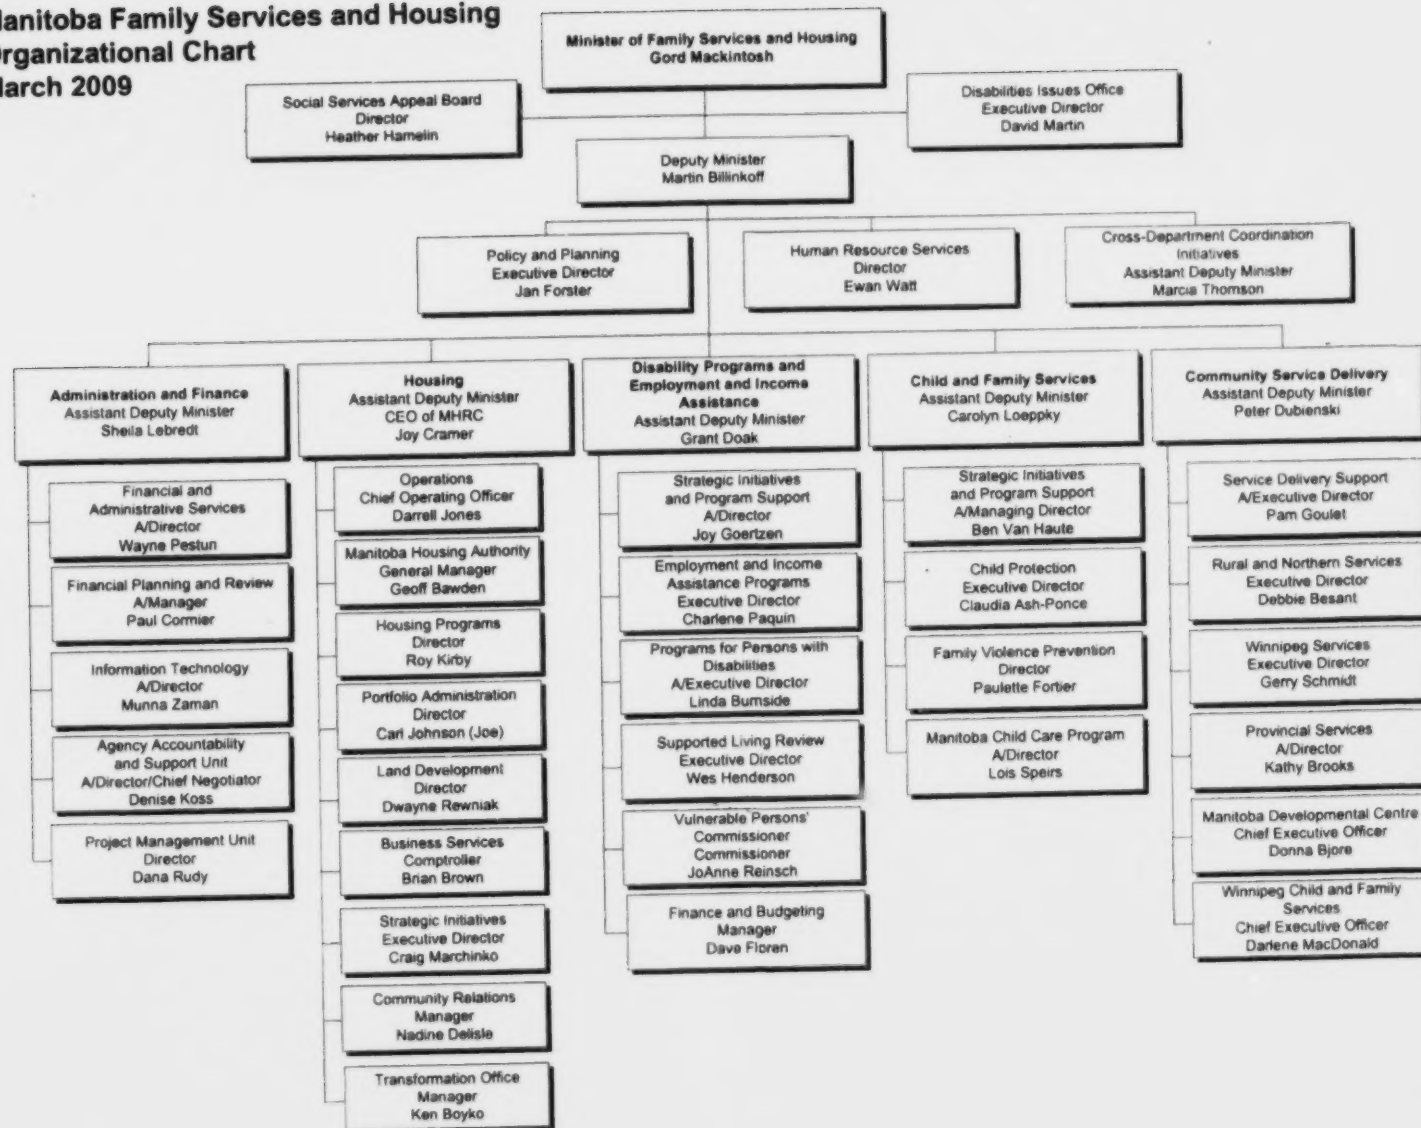 Manitoba Family Services and Housing
Organizational Chart
March 2009
Minister of Family Services and Housing
Gord Mackintosh
Social Services Appeal Board
Director
Heather Hamelin
Disabilities Issues Office
Executive Director
David Martin
Deputy Minister
Martin Billinkoff
Policy and Planning
Executive Director
Jan Forster
Human Resource Services
Director
Ewan Watt
Cross-Department Coordination
Initiatives
Assistant Deputy Minister
Marcia Thomson
Administration and Finance
Assistant Deputy Minister
Sheila Lebredt
Financial and
Administrative Services
A/Director
Wayne Pestun
Financial Planning and Review
A/Manager
Paul Cormier
Information Technology
A/Director
Munna Zaman
Agency Accountability
and Support Unit
A/Director/Chief Negotiator
Denise Koss
Project Management Unit
Director
Dana Rudy
Housing
Assistant Deputy Minister
CEO of MHRC
Joy Cramer
Operations
Chief Operating Officer
Darrell Jones
Manitoba Housing Authority
General Manager
Geoff Bawden
Housing Programs
Director
Roy Kirby
Portfolio Administration
Director
Carl Johnson (Joe)
Land Development
Director
Dwayne Rewniak
Business Services
Comptroller
Brian Brown
Strategic Initiatives
Executive Director
Craig Marchinko
Community Relations
Manager
Nadine Delisle
Transformation Office
Manager
Ken Boyko
Disability Programs and
Employment and Income
Assistance
Assistant Deputy Minister
Grant Doak
Strategic Initiatives
and Program Support
A/Director
Joy Goertzen
Employment and Income
Assistance Programs
Executive Director
Charlene Paquin
Programs for Persons with
Disabilities
A/Executive Director
Linda Burnside
Supported Living Review
Executive Director
Wes Henderson
Vulnerable Persons'
Commissioner
Commissioner
JoAnne Reinsch
Finance and Budgeting
Manager
Dave Floren
Child and Family Services
Assistant Deputy Minister
Carolyn Loeppky
Strategic Initiatives
and Program Support
A/Managing Director
Ben Van Haute
Child Protection
Executive Director
Claudia Ash-Ponce
Family Violence Prevention
Director
Paulette Fortier
Manitoba Child Care Program
A/Director
Lois Speirs
Community Service Delivery
Assistant Deputy Minister
Peter Dubienski
Service Delivery Support
A/Executive Director
Pam Goulet
Rural and Northern Services
Executive Director
Debbie Besant
Winnipeg Services
Executive Director
Gerry Schmidt
Provincial Services
A/Director
Kathy Brooks
Manitoba Developmental Centre
Chief Executive Officer
Donna Bjore
Winnipeg Child and Family
Services
Chief Executive Officer
Darlene MacDonald